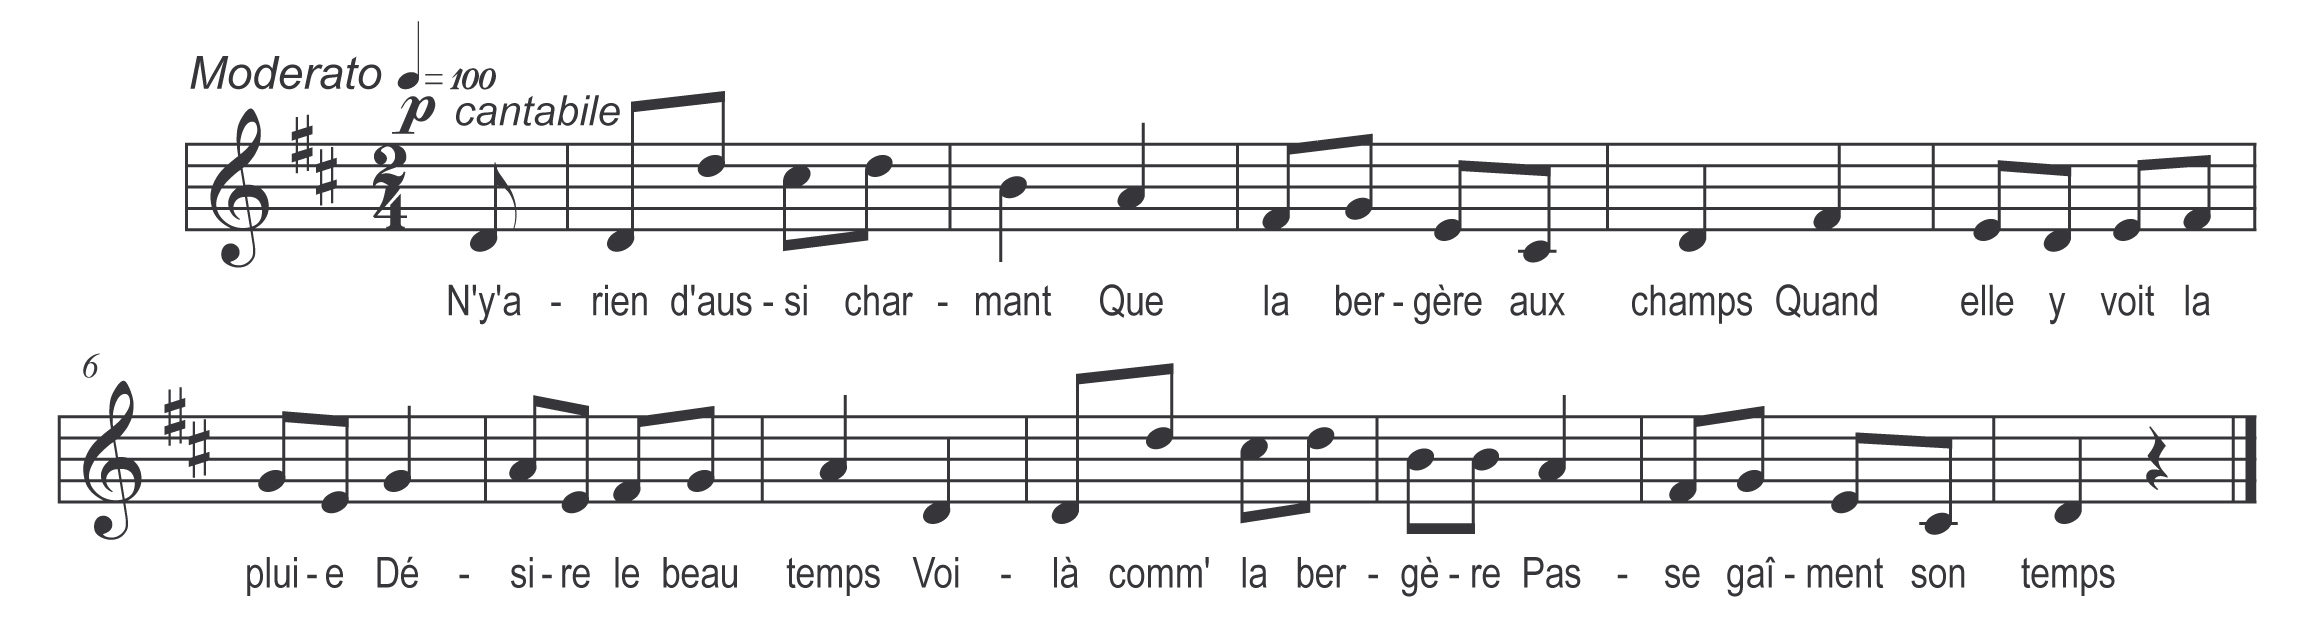 Moderato ♩= 100
p cantabile
2
4
N'y'a - rien d'aus - si char - mant Que la ber - gère aux champs Quand elle y voit la
6
plui - e Dé - si - re le beau temps Voi - là comm' la ber - gè - re Pas - se gaî - ment son temps